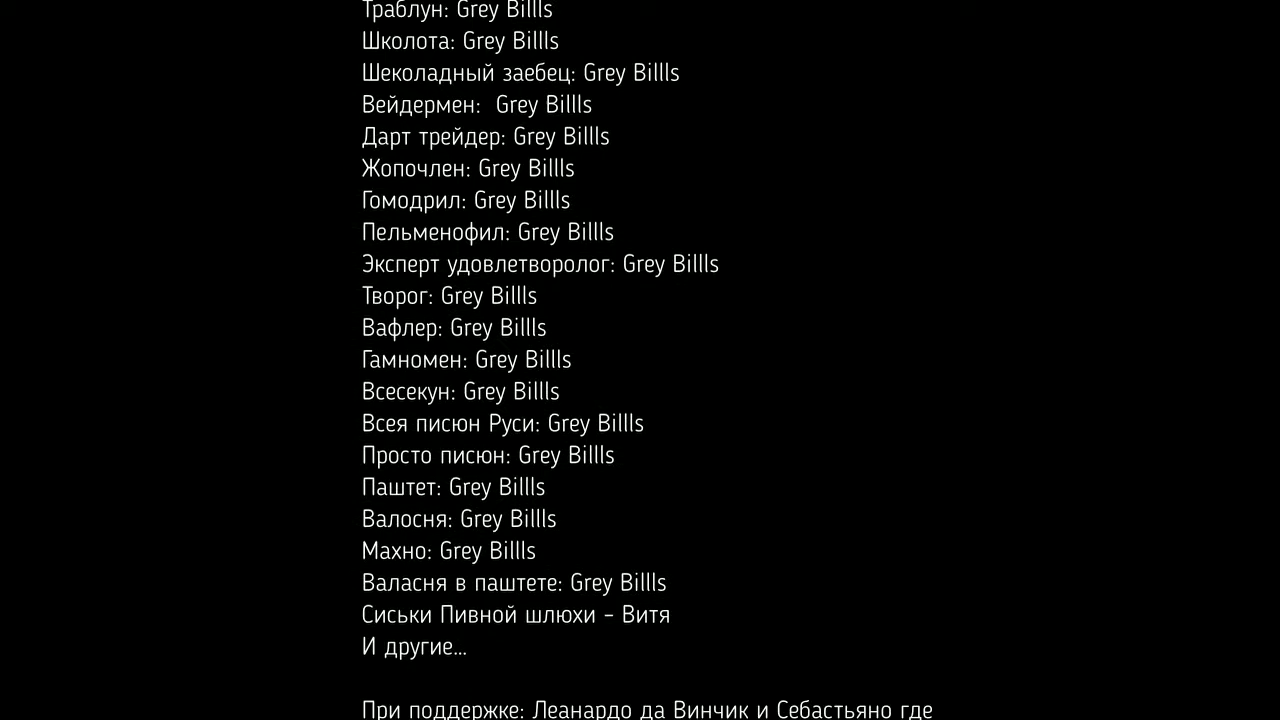 Траблун: Grey Billls
Школота: Grey Billls
Шеколадный заебец: Grey Billls
Вейдермен:  Grey Billls
Дарт трейдер: Grey Billls
Жопочлен: Grey Billls
Гомодрил: Grey Billls
Пельменофил: Grey Billls
Эксперт удовлетворолог: Grey Billls
Творог: Grey Billls
Вафлер: Grey Billls
Гамномен: Grey Billls
Всесекун: Grey Billls
Всея писюн Руси: Grey Billls
Просто писюн: Grey Billls
Паштет: Grey Billls
Валосня: Grey Billls
Махно: Grey Billls
Валасня в паштете: Grey Billls
Сиськи Пивной шлюхи – Витя
И другие...
При поддержке: Леанардо да Винчик и Себастьяно где